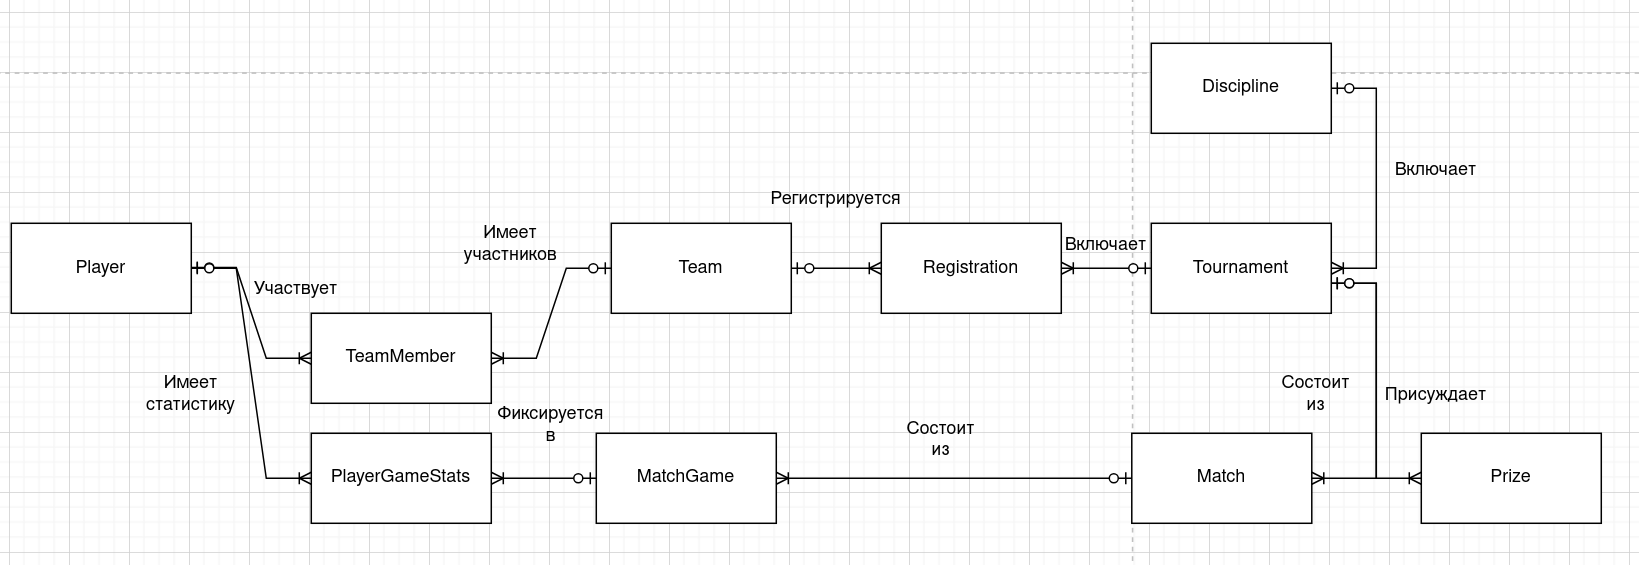 Discipline
Включает
Регистрируется
Player
Имеет
участников
Team
Registration
Включает
Tournament
Участвует
TeamMember
Имеет
статистику
Фиксируется
в
Состоит
из
Состоит
из
Присуждает
PlayerGameStats
MatchGame
Match
Prize